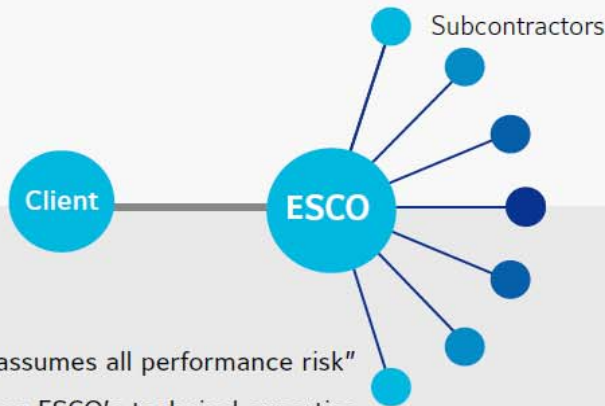 Subcontractors
Client
ESCO
assumes all performance risk"